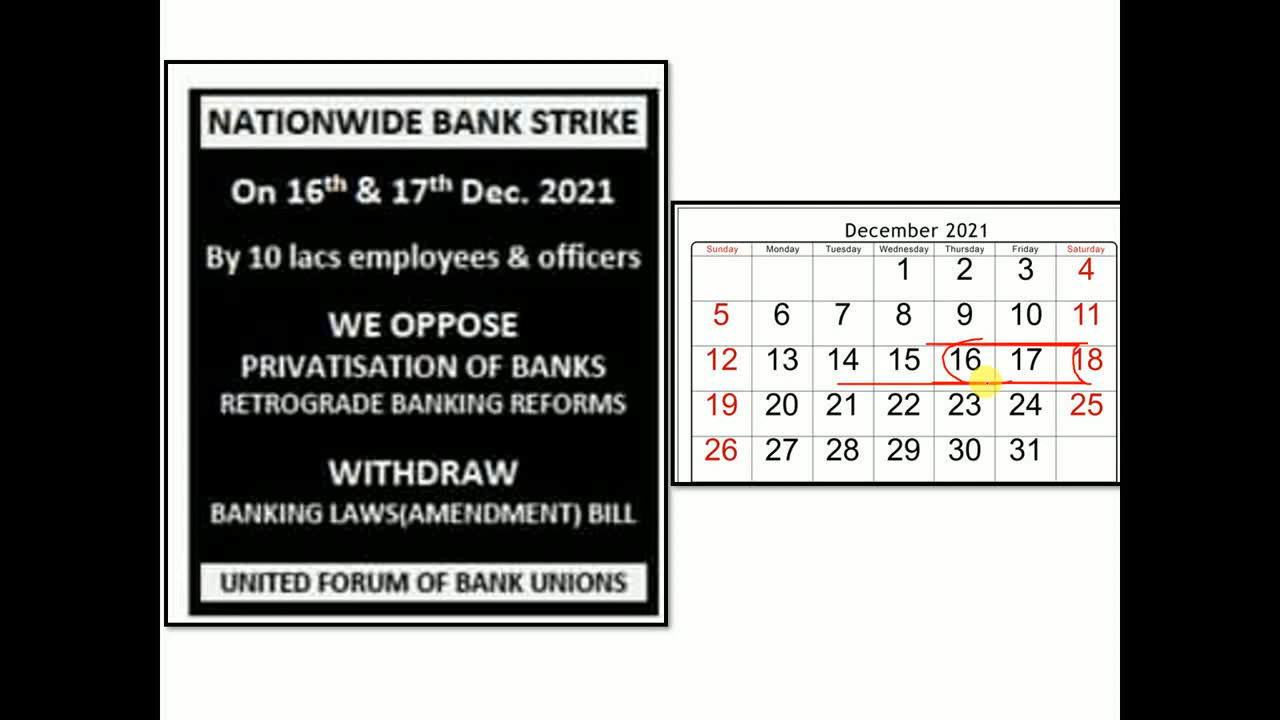 NATIONWIDE BANK STRIKE
On 16th & 17th Dec. 2021
By 10 lacs employees & officers
WE OPPOSE
PRIVATISATION OF BANKS
RETROGRADE BANKING REFORMS
WITHDRAW
BANKING LAWS(AMENDMENT) BILL
UNITED FORUM OF BANK UNIONS
December 2021
Sunday Monday Tuesday Wednesday Thursday Friday Saturday
1 2 3 4
5 6 7 8 9 10 11
12 13 14 15 16 17 18
19 20 21 22 23 24 25
26 27 28 29 30 31